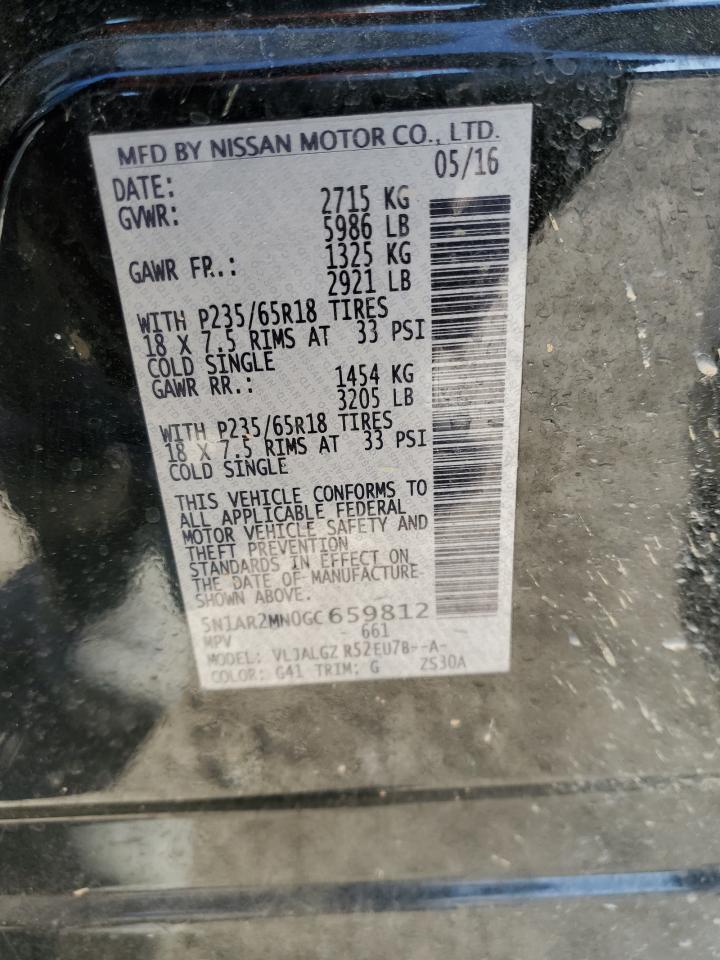 MFD BY NISSAN MOTOR CO., LTD.
DATE: 05/16
GVWR: 2715 KG
5986 LB
GAWR FR.: 1325 KG
2921 LB
WITH P235/65R18 TIRES
18 X 7.5 RIMS AT 33 PSI
COLD SINGLE
GAWR RR.: 1454 KG
3205 LB
WITH P235/65R18 TIRES
18 X 7.5 RIMS AT 33 PSI
COLD SINGLE
THIS VEHICLE CONFORMS TO
ALL APPLICABLE FEDERAL
MOTOR VEHICLE SAFETY AND
THEFT PREVENTION
STANDARDS IN EFFECT ON
THE DATE OF MANUFACTURE
SHOWN ABOVE.
5N1AR2MN0GC659812
MPV - 661
MODEL: VLJALGZ R52EU7B--A-
COLOR: G41 TRIM: G ZS30A